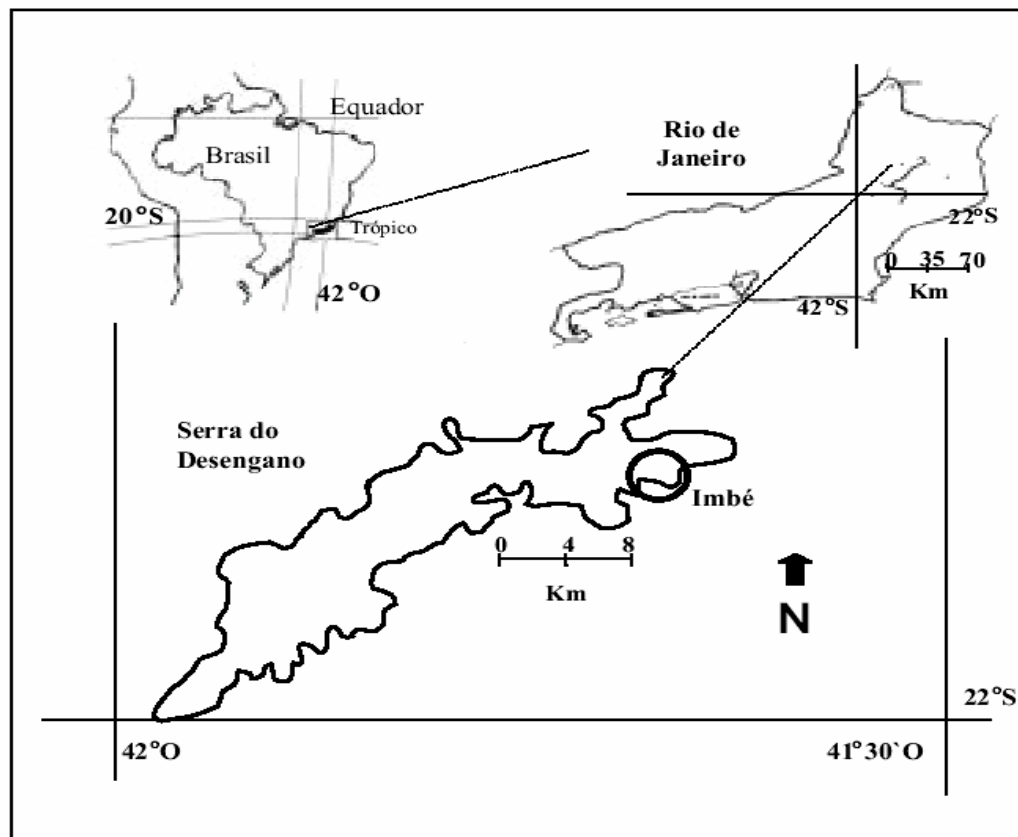 Equador
Brasil
20°S
Trópico
42°O
Rio de
Janeiro
22°S
0 35 70
Km
42°S
Serra do
Desengano
Imbé
0 4 8
Km
N
22°S
42°O
41°30`O